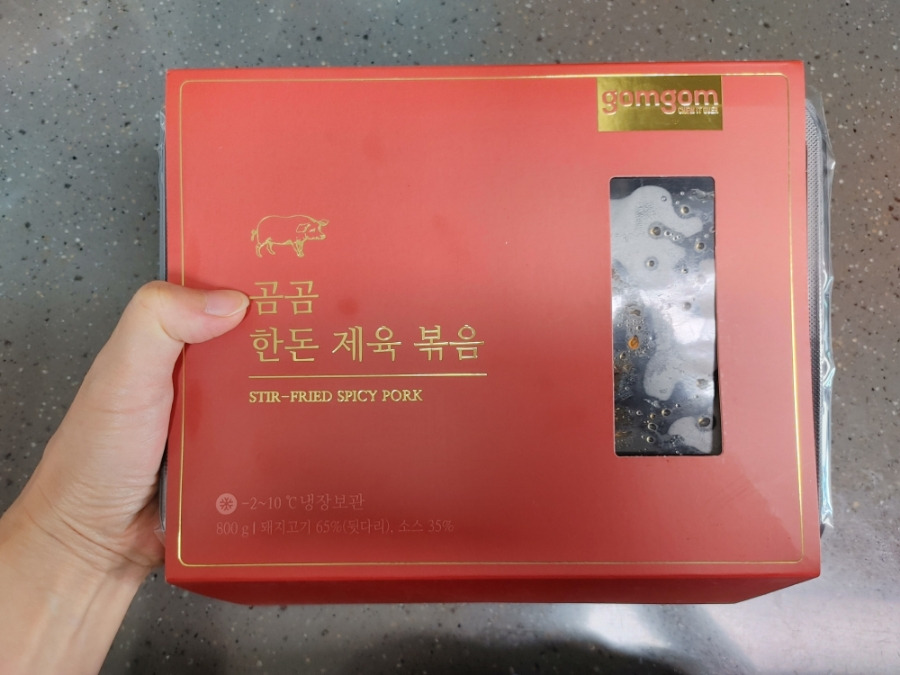 gomgom
곰곰
한돈 제육 볶음
STIR-FRIED SPICY PORK
-2~10℃ 냉장보관
800 g | 돼지고기 65%(뒷다리), 소스 35%